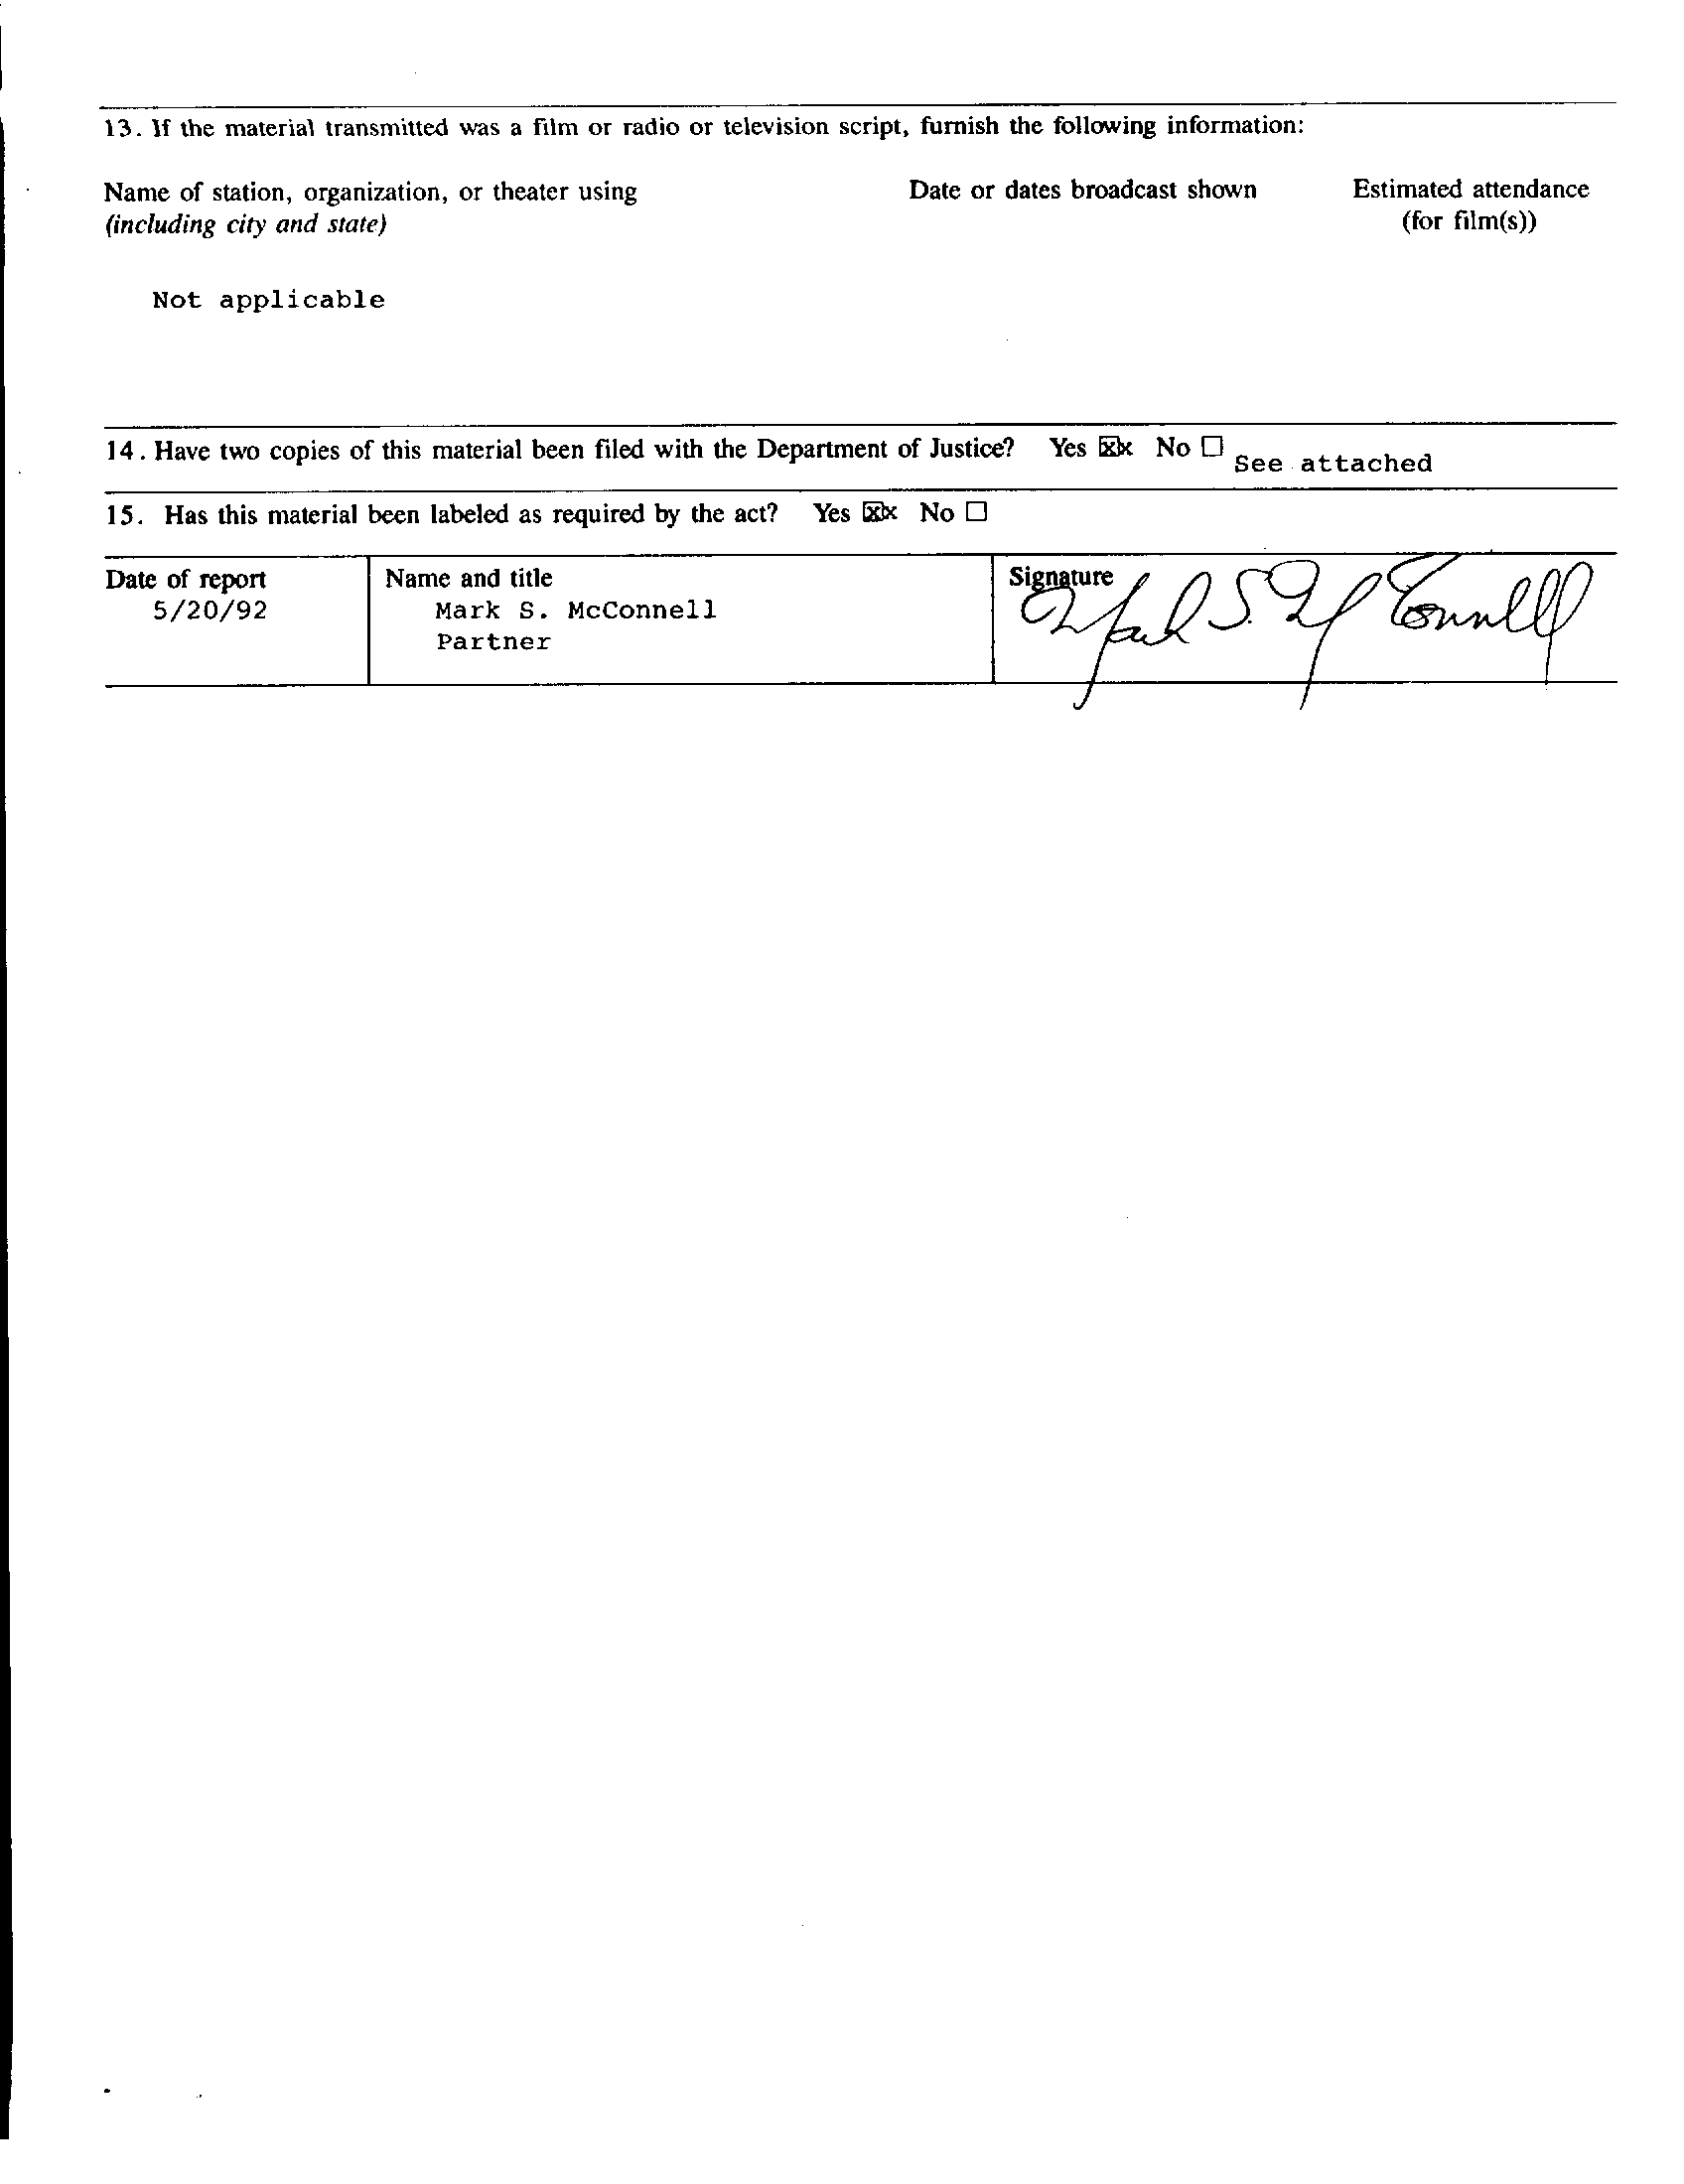 13. If the material transmitted was a film or radio or television script, furnish the following information:
Name of station, organization, or theater using Date or dates broadcast shown Estimated attendance
(including city and state) (for film(s))
Not applicable
14. Have two copies of this material been filed with the Department of Justice? Yes ☒x No ☐ See attached
15. Has this material been labeled as required by the act? Yes ☒x No ☐
Date of report Name and title Signature
5/20/92 Mark S. McConnell Mark S. McConnell
Partner